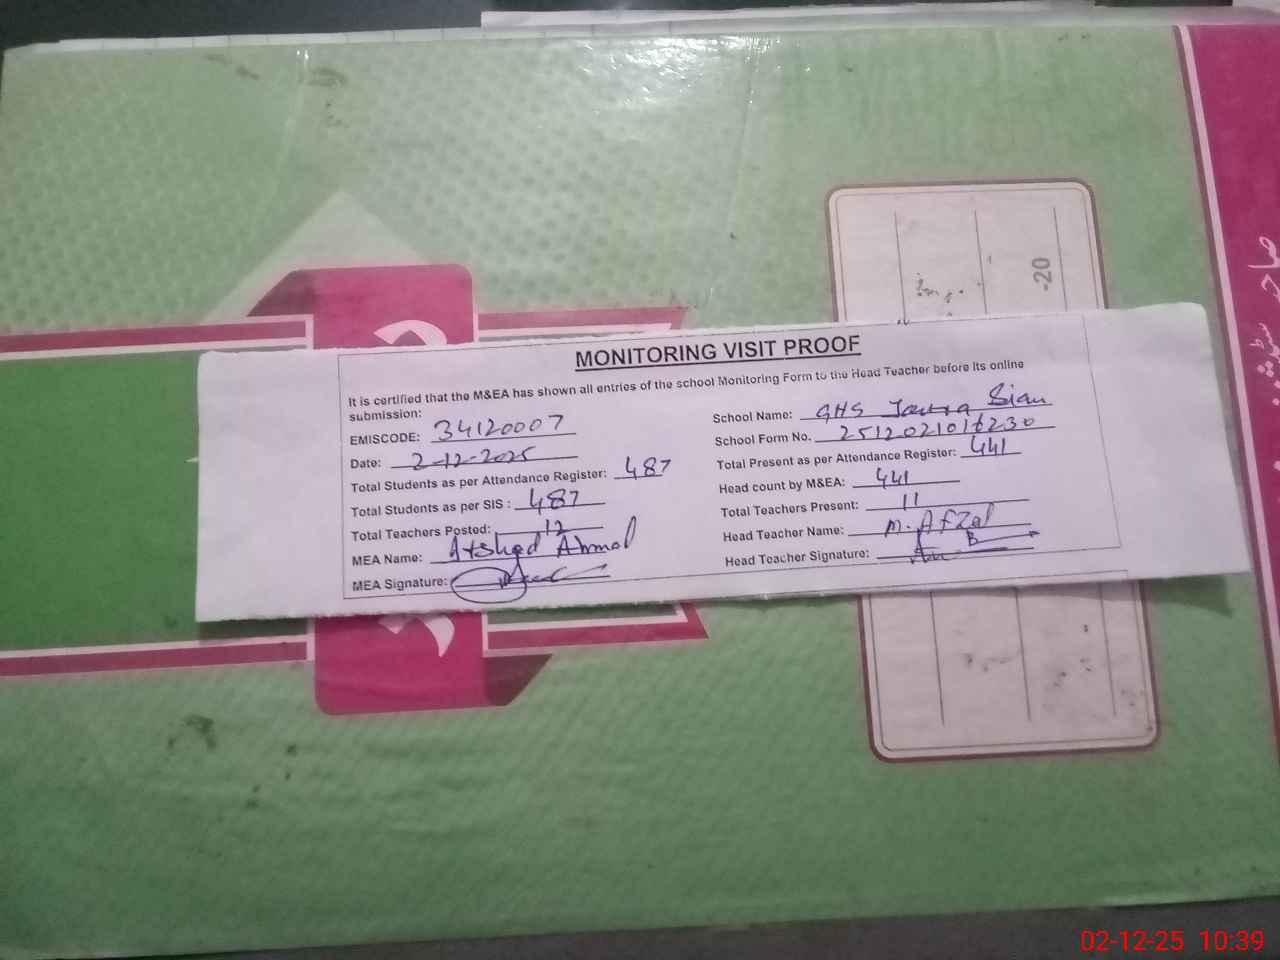 MONITORING VISIT PROOF
It is certified that the M&EA has shown all entries of the school Monitoring Form to the Head Teacher before its online
submission:
EMISCODE: 34120007
School Name: GHS Bian
Date: 2-12-2025
School Form No. 2512021016230
Total Students as per Attendance Register: 487
Total Present as per Attendance Register: 441
Total Students as per SIS : 487
Head count by M&EA: 441
Total Teachers Posted: 12
Total Teachers Present: 11
MEA Name: Arshad Ahmad
Head Teacher Name: M. Afzal
MEA Signature:
Head Teacher Signature:
-20
02-12-25 10:39